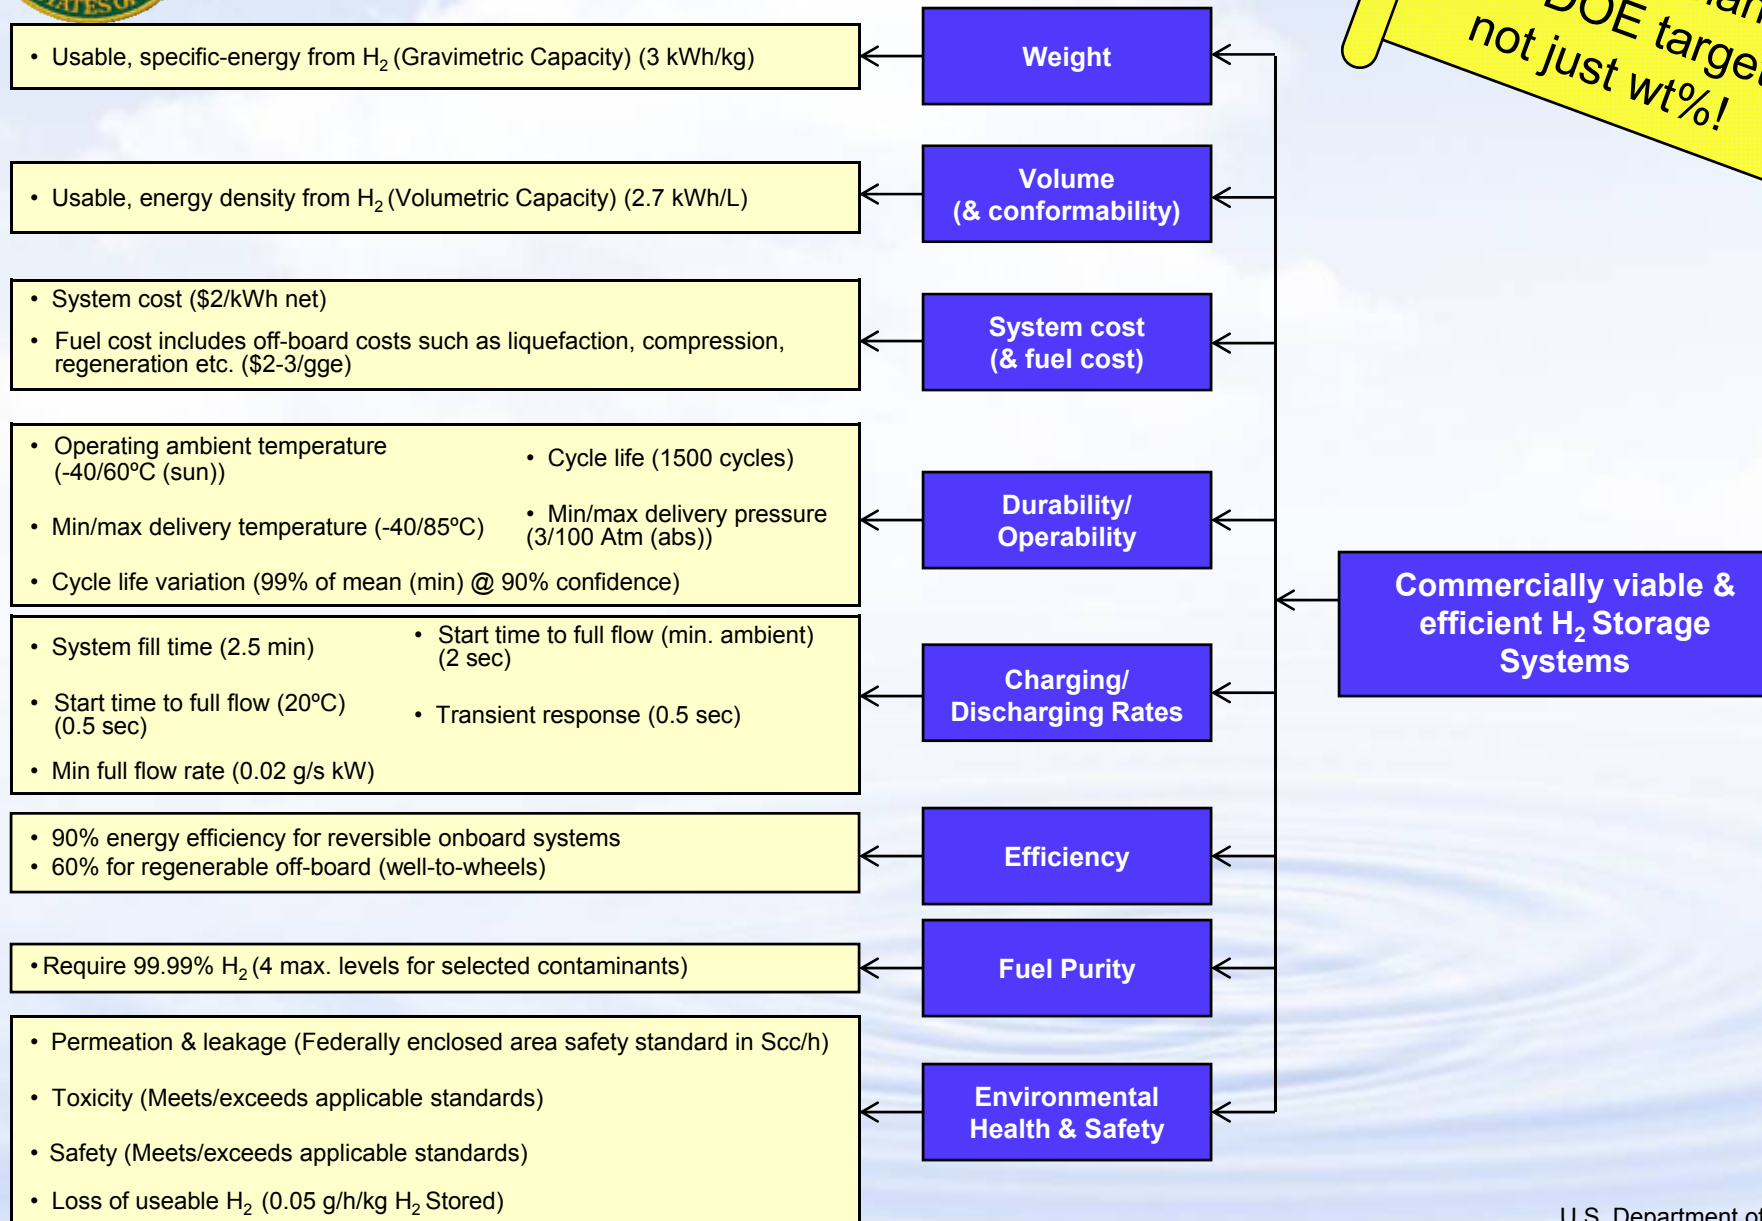 STATES OF
DOE target
not just wt%!
• Usable, specific-energy from H2 (Gravimetric Capacity) (3 kWh/kg)
Weight
• Usable, energy density from H2 (Volumetric Capacity) (2.7 kWh/L)
Volume
(& conformability)
• System cost ($2/kWh net)
• Fuel cost includes off-board costs such as liquefaction, compression,
regeneration etc. ($2-3/gge)
System cost
(& fuel cost)
• Operating ambient temperature
(-40/60ºC (sun))
• Cycle life (1500 cycles)
• Min/max delivery temperature (-40/85ºC)
• Min/max delivery pressure
(3/100 Atm (abs))
• Cycle life variation (99% of mean (min) @ 90% confidence)
Durability/
Operability
Commercially viable &
efficient H2 Storage
Systems
• System fill time (2.5 min)
• Start time to full flow (min. ambient)
(2 sec)
• Start time to full flow (20ºC)
(0.5 sec)
• Transient response (0.5 sec)
• Min full flow rate (0.02 g/s kW)
Charging/
Discharging Rates
• 90% energy efficiency for reversible onboard systems
• 60% for regenerable off-board (well-to-wheels)
Efficiency
• Require 99.99% H2 (4 max. levels for selected contaminants)
Fuel Purity
• Permeation & leakage (Federally enclosed area safety standard in Scc/h)
• Toxicity (Meets/exceeds applicable standards)
• Safety (Meets/exceeds applicable standards)
• Loss of useable H2 (0.05 g/h/kg H2 Stored)
Environmental
Health & Safety
U.S. Department of